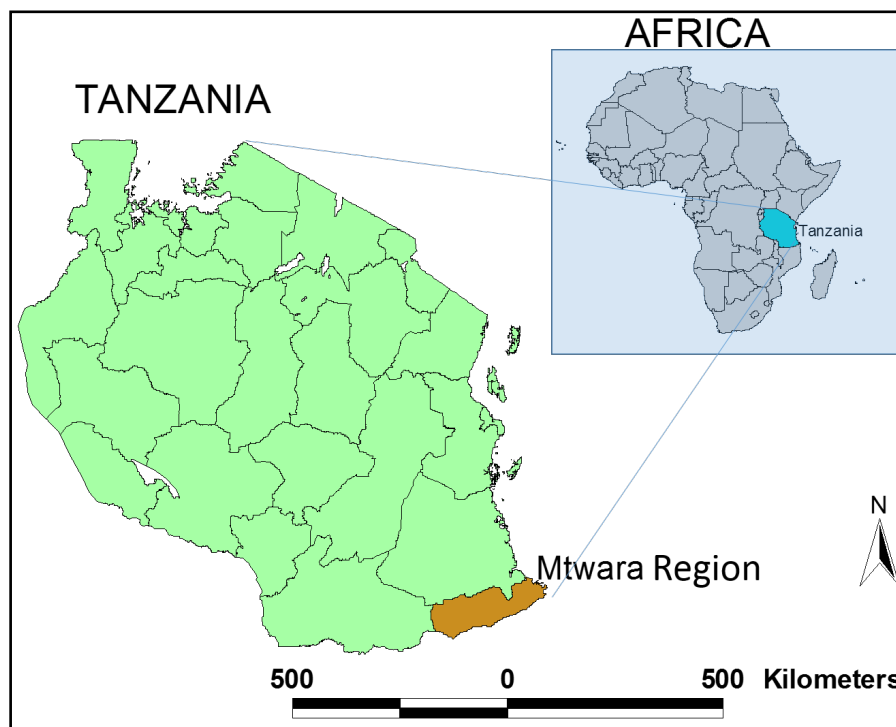 AFRICA
TANZANIA
Tanzania
Mtwara Region
N
500 0 500 Kilometers